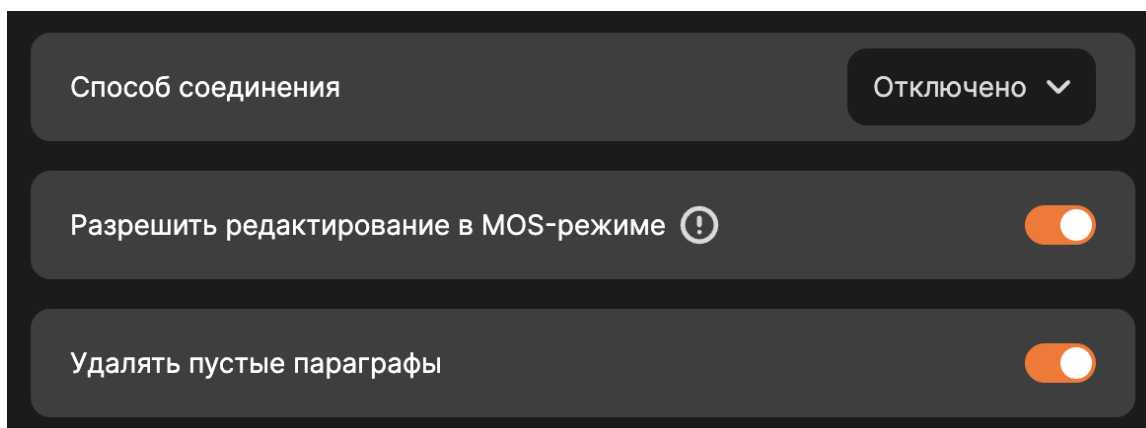 Способ соединения
Отключено
Разрешить редактирование в MOS-режиме
Удалять пустые параграфы